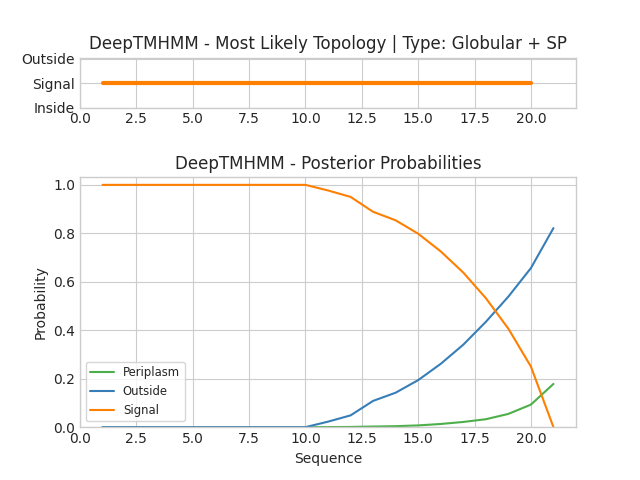 DeepTMHMM - Most Likely Topology | Type: Globular + SP
Outside
Signal
Inside
0.0 2.5 5.0 7.5 10.0 12.5 15.0 17.5 20.0
DeepTMHMM - Posterior Probabilities
1.0
0.8
0.6
0.4
0.2
0.0
Probability
Periplasm
Outside
Signal
0.0 2.5 5.0 7.5 10.0 12.5 15.0 17.5 20.0
Sequence